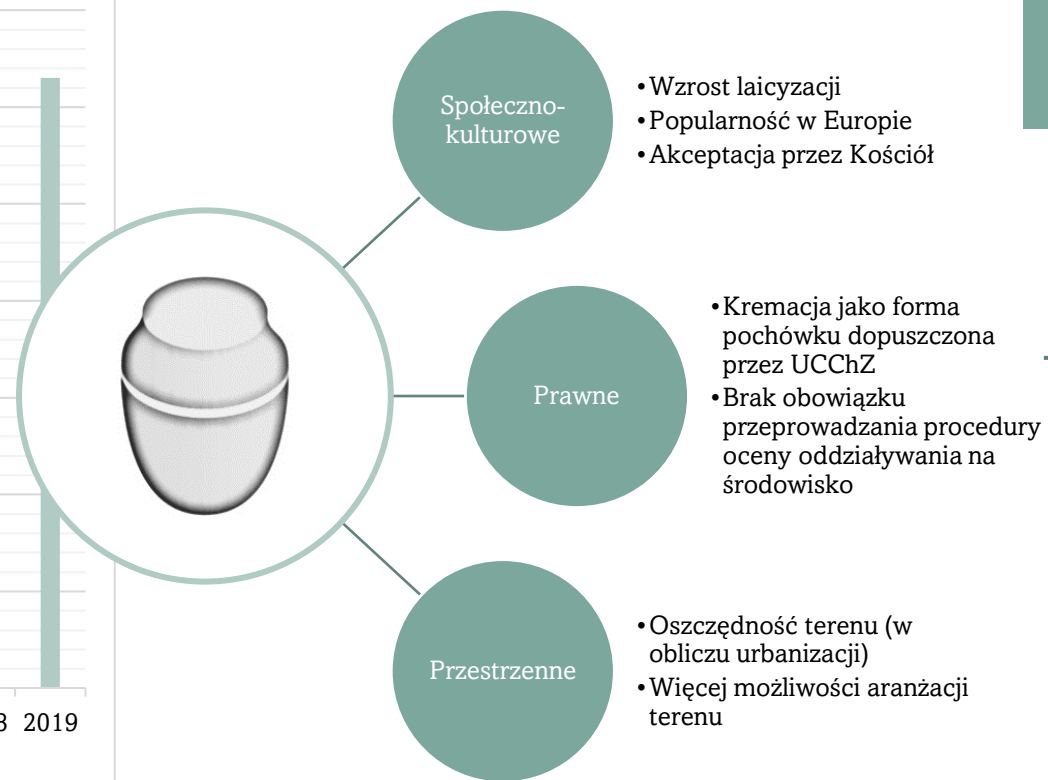 Społeczno-
kulturowe
•Wzrost laicyzacji
•Popularność w Europie
•Akceptacja przez Kościół
Prawne
•Kremacja jako forma
pochówku dopuszczona
przez UCChZ
•Brak obowiązku
przeprowadzania procedury
oceny oddziaływania na
środowisko
Przestrzenne
•Oszczędność terenu (w
obliczu urbanizacji)
•Więcej możliwości aranżacji
terenu
2019